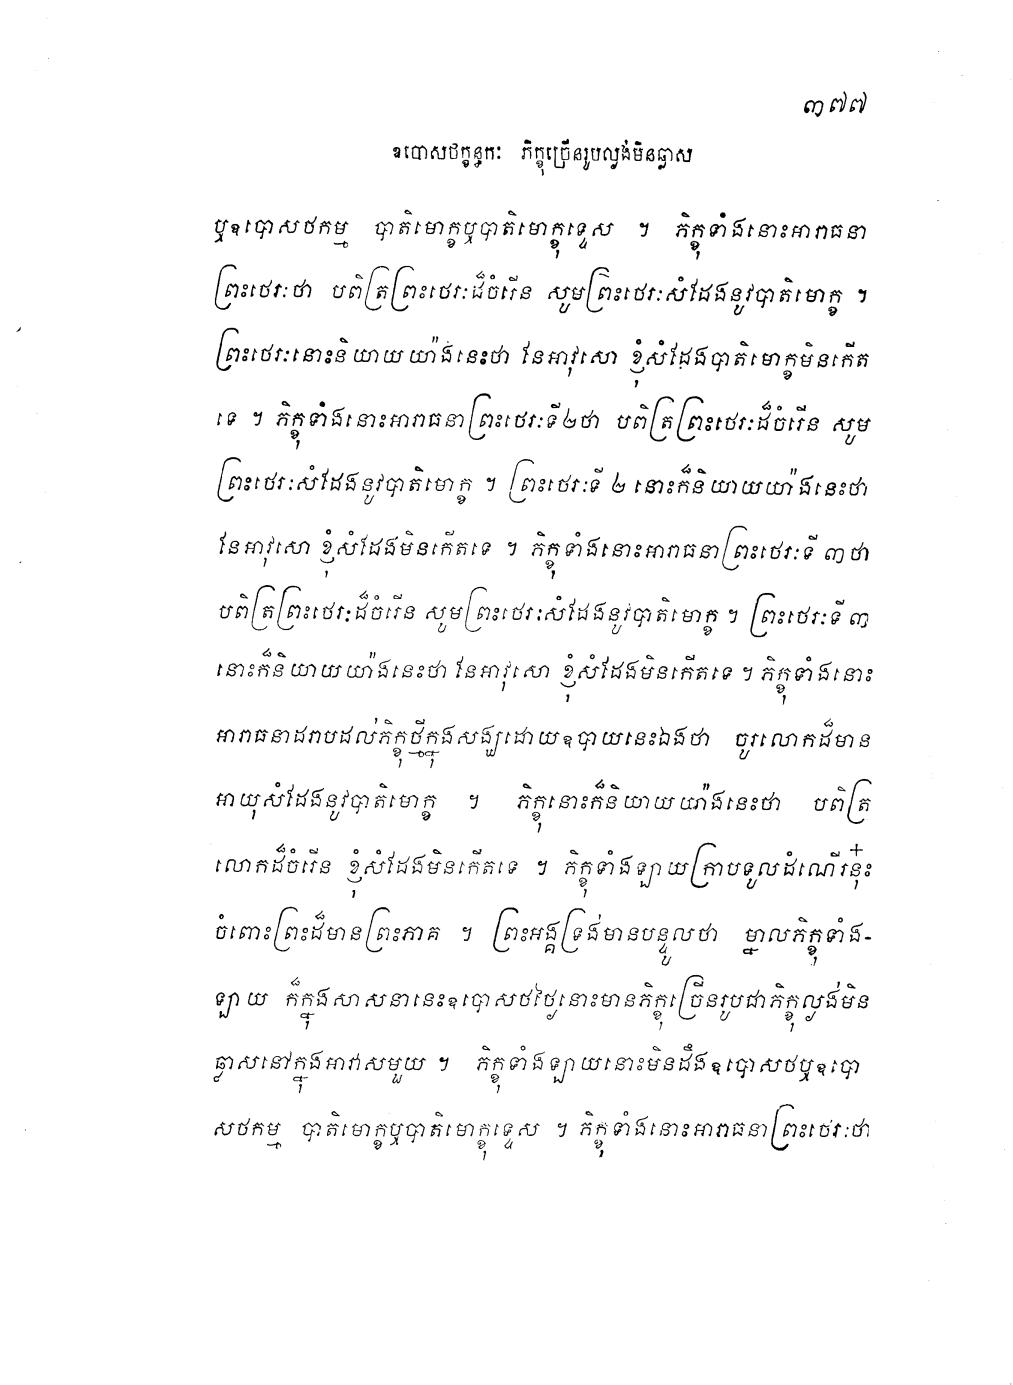 ៣៧៧
ឧបោសថក្ខន្ធកៈ ភិក្ខុច្រើនរូបល្ងង់មិនឆ្លាស
ឬឧបោសថកម្ម បាតិមោក្ខឬបាតិមោក្ខុទ្ទេស ។ ភិក្ខុទាំងនោះអារាធនា
ព្រះថេរៈថា បពិត្រព្រះថេរៈដ៏ចំរើន សូមព្រះថេរៈសំដែងនូវបាតិមោក្ខ ។
ព្រះថេរៈនោះនិយាយយ៉ាងនេះថា នែអាវុសោ ខ្ញុំសំដែងបាតិមោក្ខមិនកើត
ទេ ។ ភិក្ខុទាំងនោះអារាធនាព្រះថេរៈទី២ថា បពិត្រព្រះថេរៈដ៏ចំរើន សូម
ព្រះថេរៈសំដែងនូវបាតិមោក្ខ ។ ព្រះថេរៈទី ២ នោះក៏និយាយយ៉ាងនេះថា
នែអាវុសោ ខ្ញុំសំដែងមិនកើតទេ ។ ភិក្ខុទាំងនោះអារាធនាព្រះថេរៈទី ៣ថា
បពិត្រព្រះថេរៈដ៏ចំរើន សូមព្រះថេរៈសំដែងនូវបាតិមោក្ខ ។ ព្រះថេរៈទី ៣
នោះក៏និយាយយ៉ាងនេះថា នែអាវុសោ ខ្ញុំសំដែងមិនកើតទេ ។ ភិក្ខុទាំងនោះ
អារាធនាដរាបដល់ភិក្ខុថ្មីក្នុងសង្ឃដោយឧបាយនេះឯងថា ចូរលោកដ៏មាន
អាយុសំដែងនូវបាតិមោក្ខ ។ ភិក្ខុនោះក៏និយាយយ៉ាងនេះថា បពិត្រ
លោកដ៏ចំរើន ខ្ញុំសំដែងមិនកើតទេ ។ ភិក្ខុទាំងឡាយក្រាបទូលដំណើរនុ៎ះ
ចំពោះព្រះដ៏មានព្រះភាគ ។ ព្រះអង្គទ្រង់មានបន្ទូលថា ម្នាលភិក្ខុទាំង-
ឡាយ ក៏ក្នុងសាសនានេះឧបោសថថ្ងៃនោះមានភិក្ខុច្រើនរូបជាភិក្ខុល្ងង់មិន
ឆ្លាសនៅក្នុងអាវាសមួយ ។ ភិក្ខុទាំងឡាយនោះមិនដឹងឧបោសថឬឧបោ
សថកម្ម បាតិមោក្ខឬបាតិមោក្ខុទ្ទេស ។ ភិក្ខុទាំងនោះអារាធនាព្រះថេរៈថា